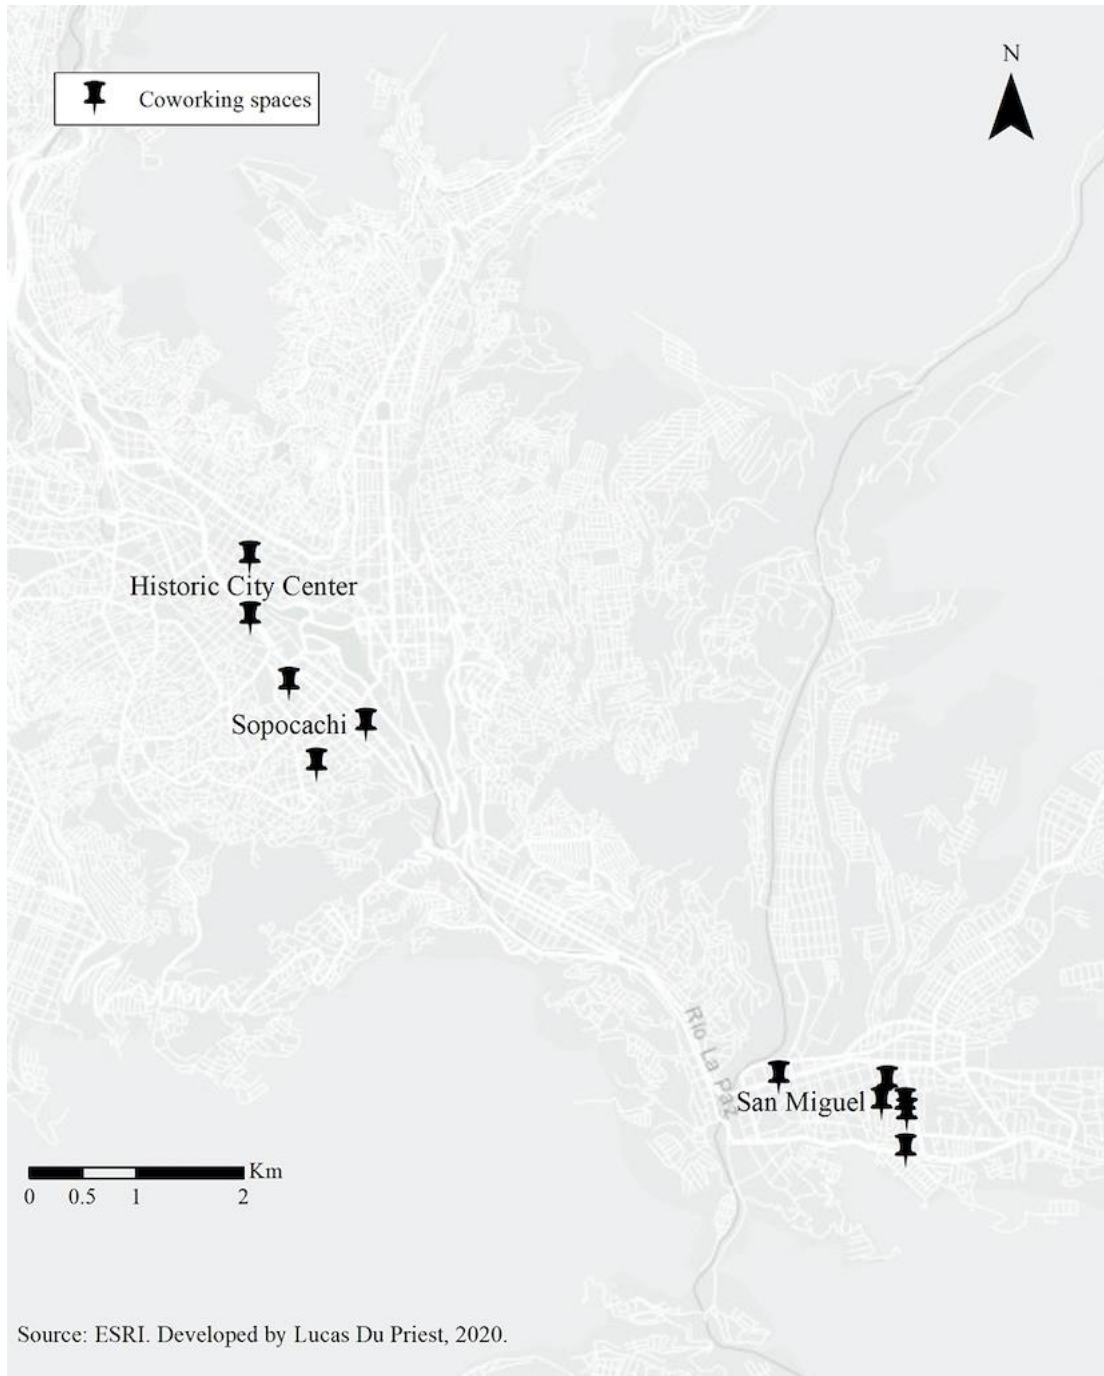 Coworking spaces
N
Historic City Center
Sopocachi
Río La Paz
San Miguel
Km
0 0.5 1 2
Source: ESRI. Developed by Lucas Du Priest, 2020.